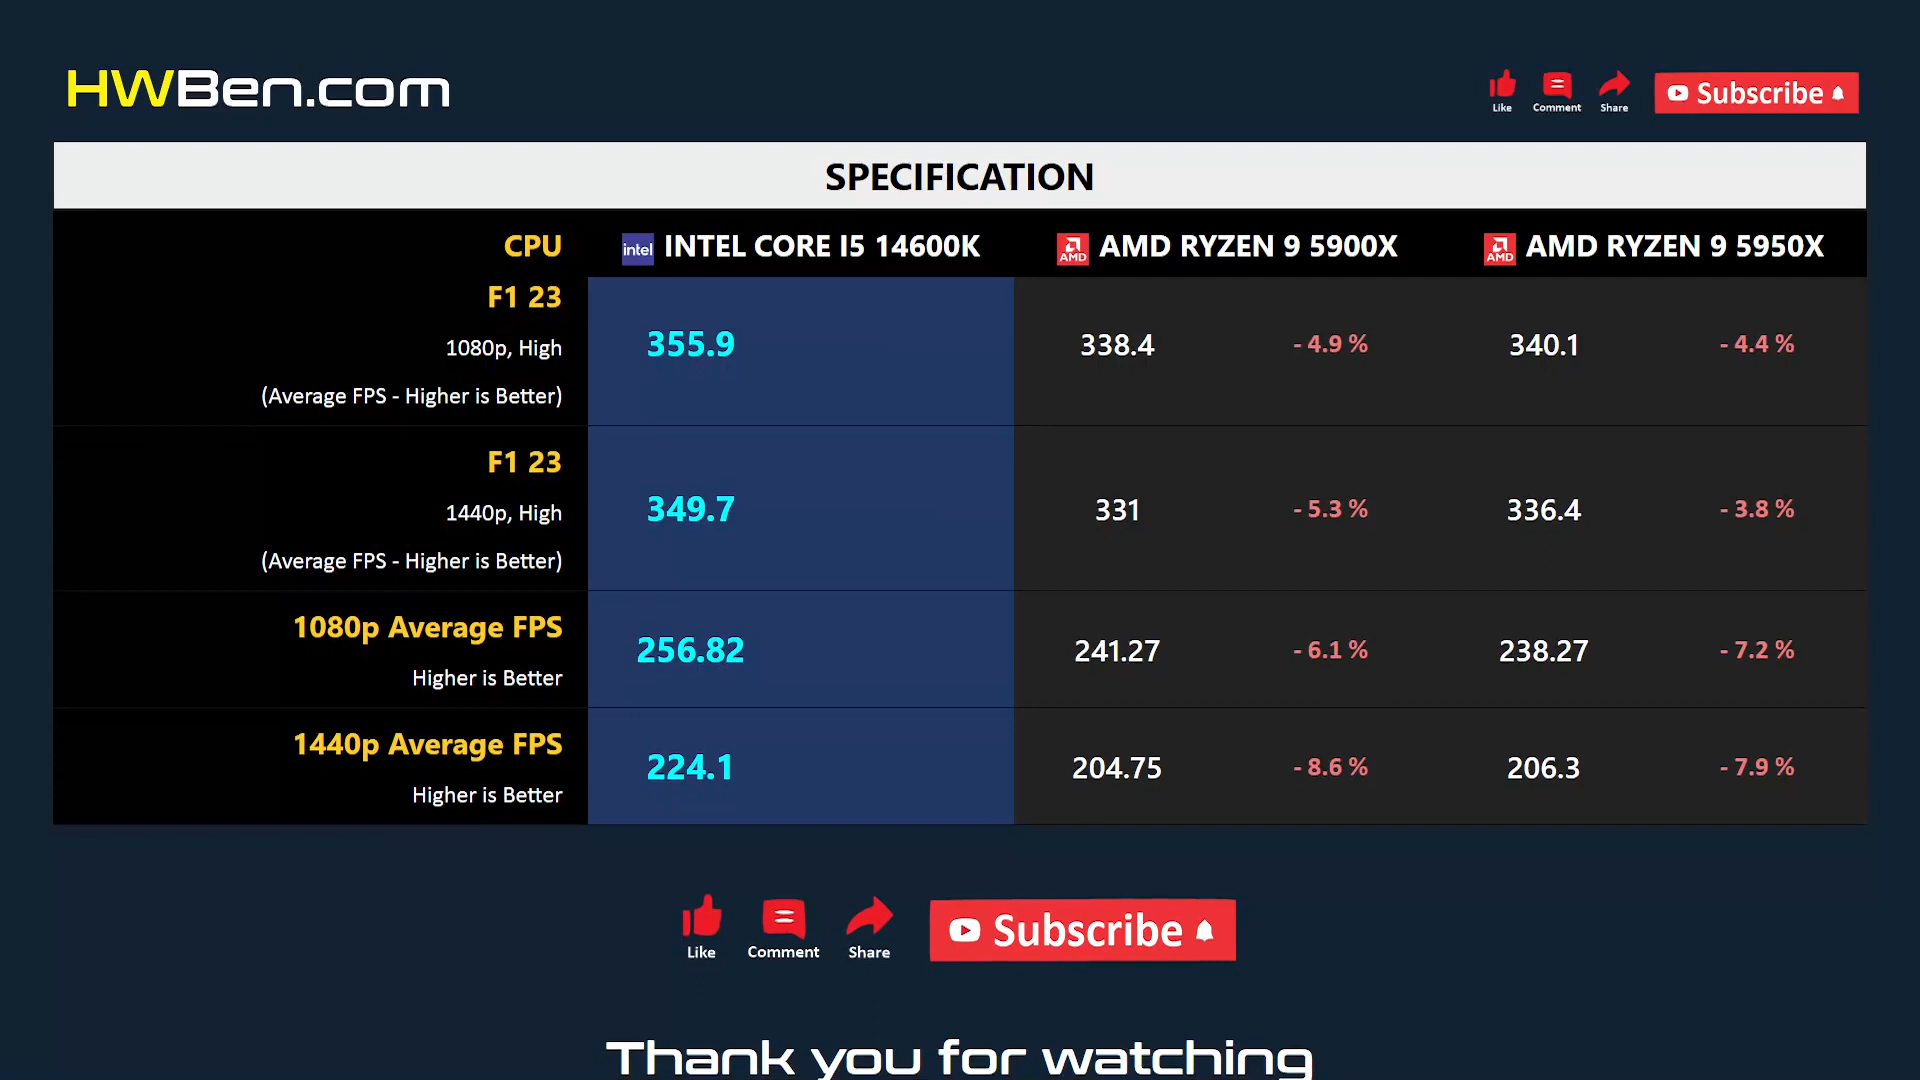 HWBen.com
Like Comment Share Subscribe
SPECIFICATION
CPU intel INTEL CORE I5 14600K AMD AMD RYZEN 9 5900X AMD AMD RYZEN 9 5950X
F1 23
1080p, High
(Average FPS - Higher is Better)
355.9 338.4 - 4.9 % 340.1 - 4.4 %
F1 23
1440p, High
(Average FPS - Higher is Better)
349.7 331 - 5.3 % 336.4 - 3.8 %
1080p Average FPS
Higher is Better
256.82 241.27 - 6.1 % 238.27 - 7.2 %
1440p Average FPS
Higher is Better
224.1 204.75 - 8.6 % 206.3 - 7.9 %
Like Comment Share Subscribe
Thank you for watching